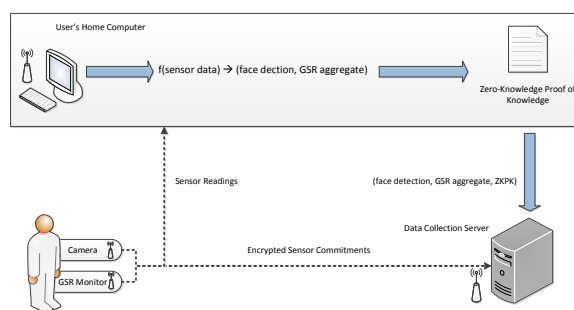 User's Home Computer
f(sensor data) → (face dection, GSR aggregate)
Zero-Knowledge Proof of
Knowledge
Sensor Readings
(face detection, GSR aggregate, ZKPK)
Data Collection Server
Camera
Encrypted Sensor Commitments
GSR Monitor